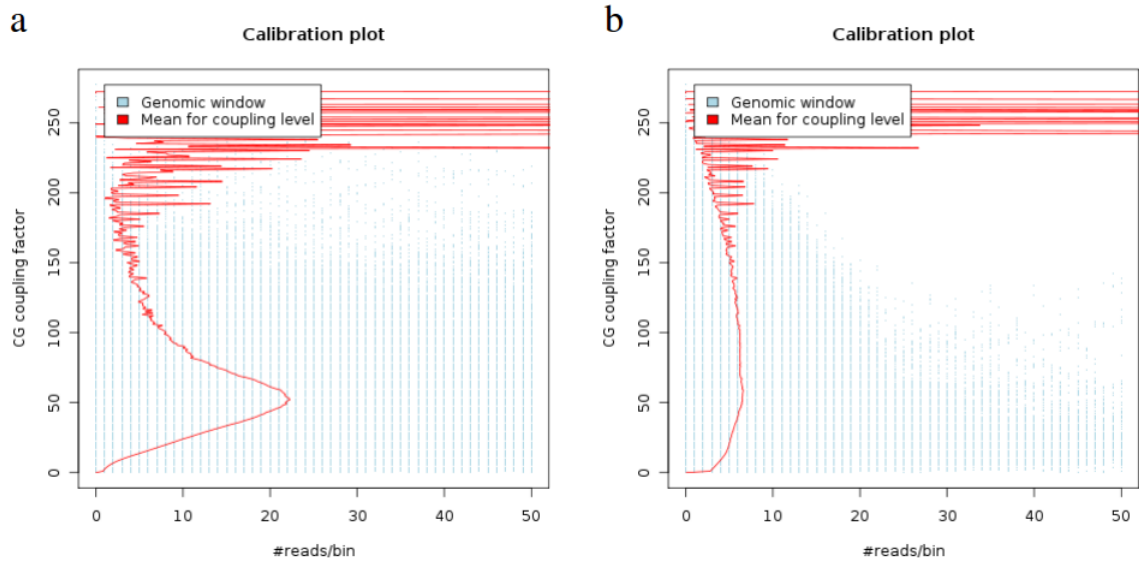 a
Calibration plot
Genomic window
Mean for coupling level
CG coupling factor
0
50
100
150
200
250
0 10 20 30 40 50
#reads/bin
b
Calibration plot
Genomic window
Mean for coupling level
CG coupling factor
0
50
100
150
200
250
0 10 20 30 40 50
#reads/bin